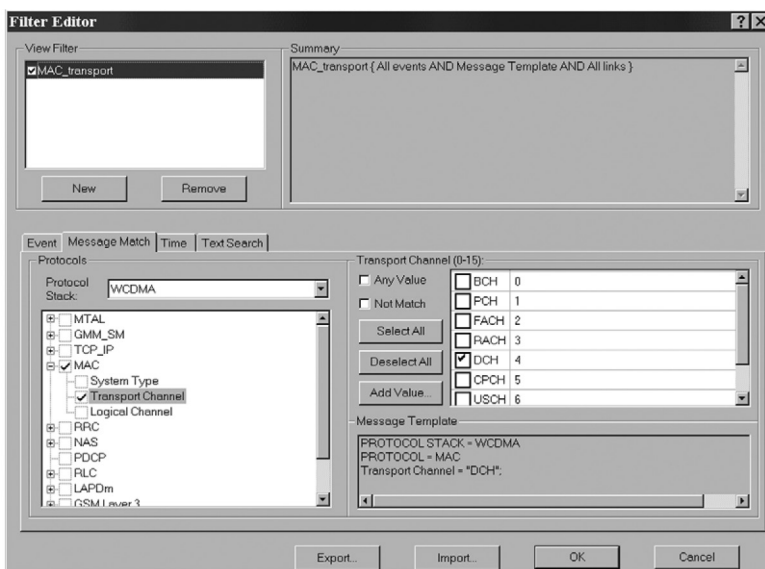 Filter Editor
View Filter
MAC_transport
New
Remove
Summary
MAC_transport { All events AND Message Template AND All links }
Event
Message Match
Time
Text Search
Protocols
Protocol
Stack:
WCDMA
MTAL
GMM_SM
TCP_IP
MAC
System Type
Transport Channel
Logical Channel
RRC
NAS
PDCP
RLC
LAPDm
GSM Layer 3
Transport Channel (0-15):
Any Value
Not Match
Select All
Deselect All
Add Value...
BCH 0
PCH 1
FACH 2
RACH 3
DCH 4
CPCH 5
USCH 6
Message Template
PROTOCOL STACK = WCDMA
PROTOCOL = MAC
Transport Channel = "DCH";
Export...
Import...
OK
Cancel